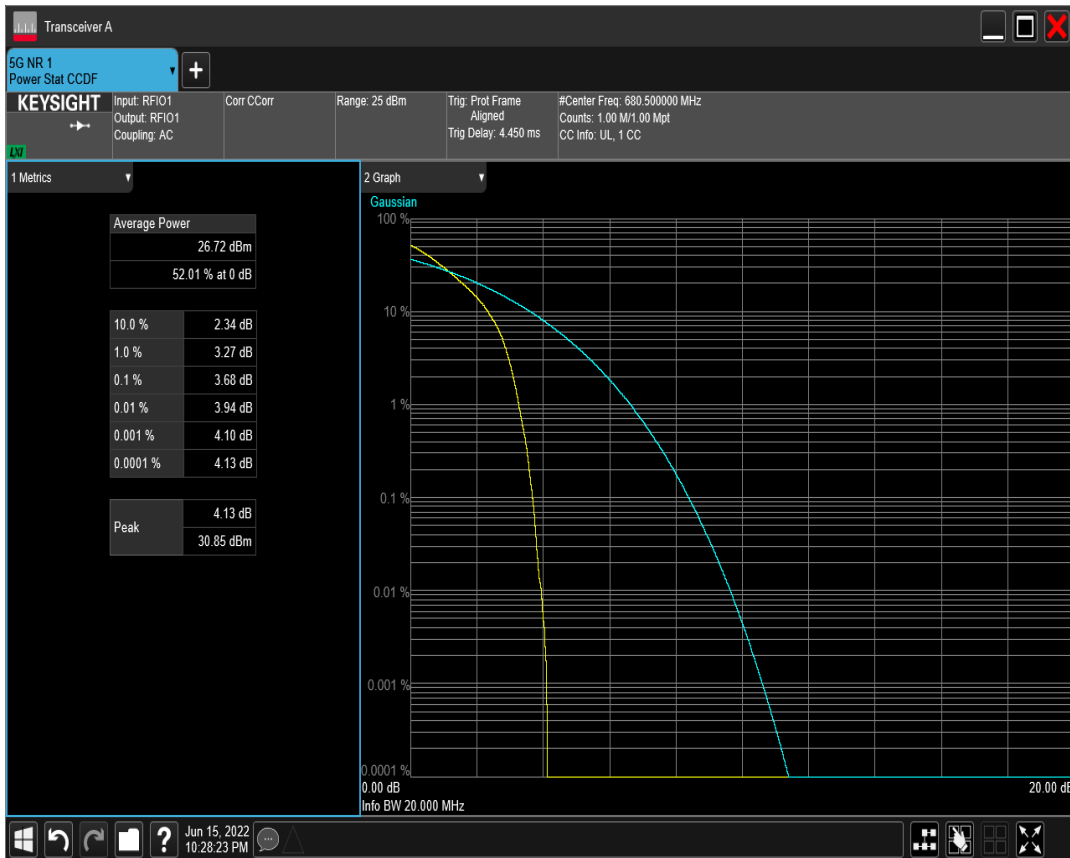 Transceiver A
5G NR 1
Power Stat CCDF
KEYSIGHT
LXI
Input: RFIO1
Output: RFIO1
Coupling: AC
Corr CCorr
Range: 25 dBm
Trig: Prot Frame
Aligned
Trig Delay: 4.450 ms
#Center Freq: 680.500000 MHz
Counts: 1.00 M/1.00 Mpt
CC Info: UL, 1 CC
1 Metrics
Average Power
26.72 dBm
52.01 % at 0 dB
10.0 % 2.34 dB
1.0 % 3.27 dB
0.1 % 3.68 dB
0.01 % 3.94 dB
0.001 % 4.10 dB
0.0001 % 4.13 dB
Peak
4.13 dB
30.85 dBm
2 Graph
Gaussian
100 %
10 %
1 %
0.1 %
0.01 %
0.001 %
0.0001 %
0.00 dB 20.00 dB
Info BW 20.000 MHz
Jun 15, 2022
10:28:23 PM